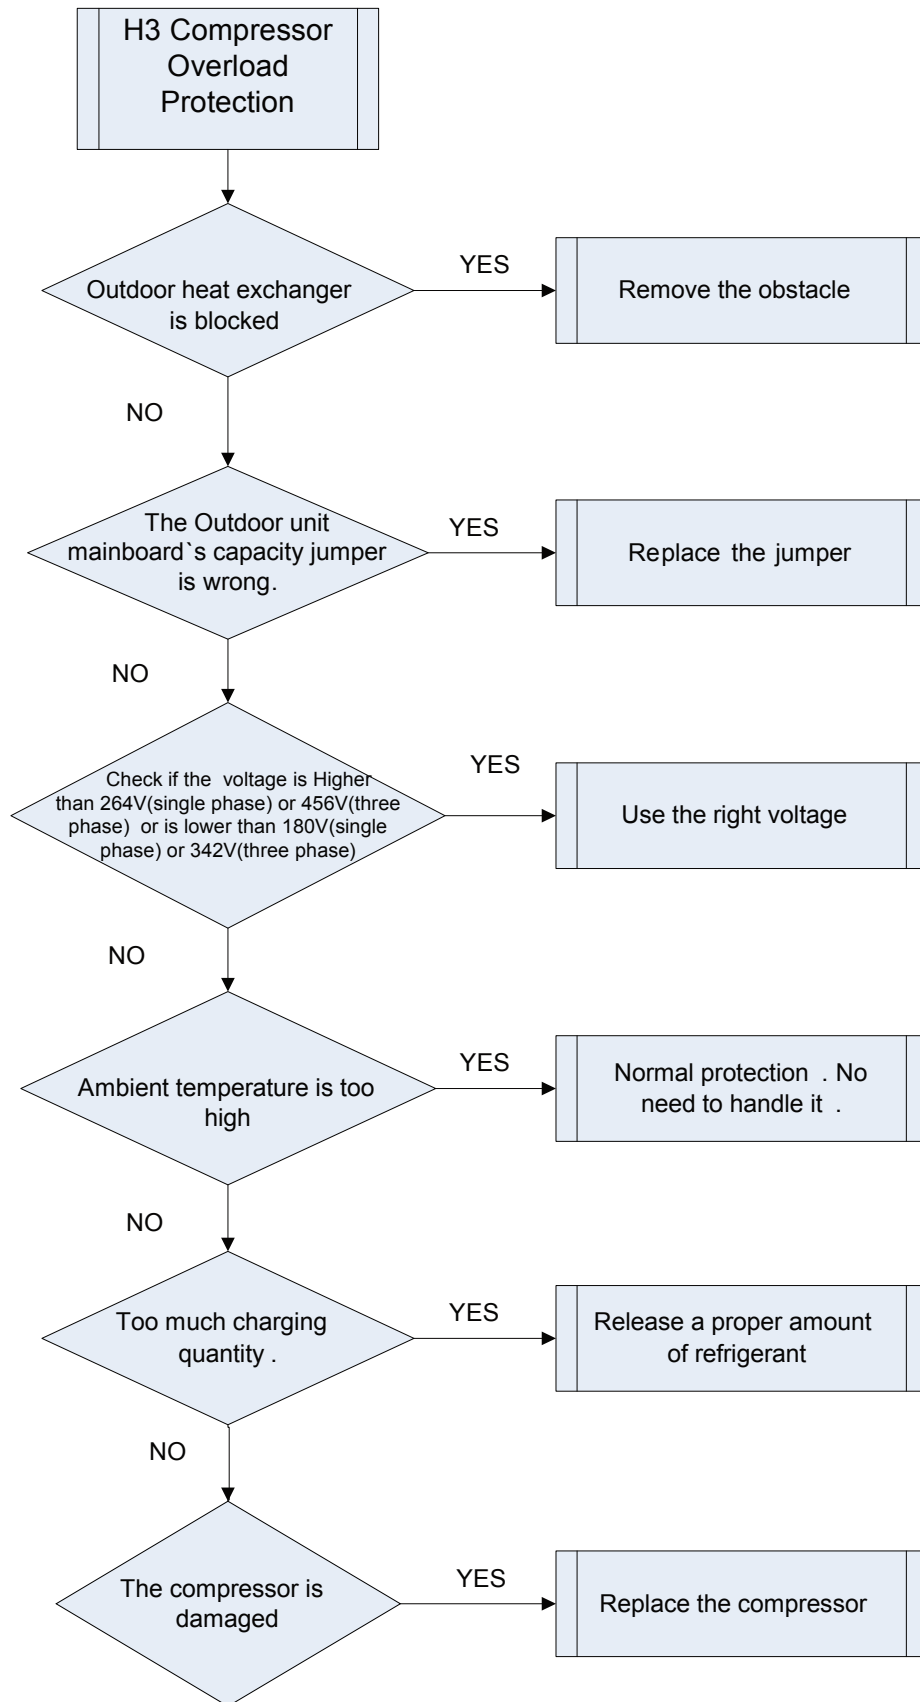 H3 Compressor
Overload
Protection
Outdoor heat exchanger
is blocked
YES
Remove the obstacle
NO
The Outdoor unit
mainboard`s capacity jumper
is wrong.
YES
Replace the jumper
NO
Check if the voltage is Higher
than 264V(single phase) or 456V(three
phase) or is lower than 180V(single
phase) or 342V(three phase)
YES
Use the right voltage
NO
Ambient temperature is too
high
YES
Normal protection . No
need to handle it .
NO
Too much charging
quantity .
YES
Release a proper amount
of refrigerant
NO
The compressor is
damaged
YES
Replace the compressor